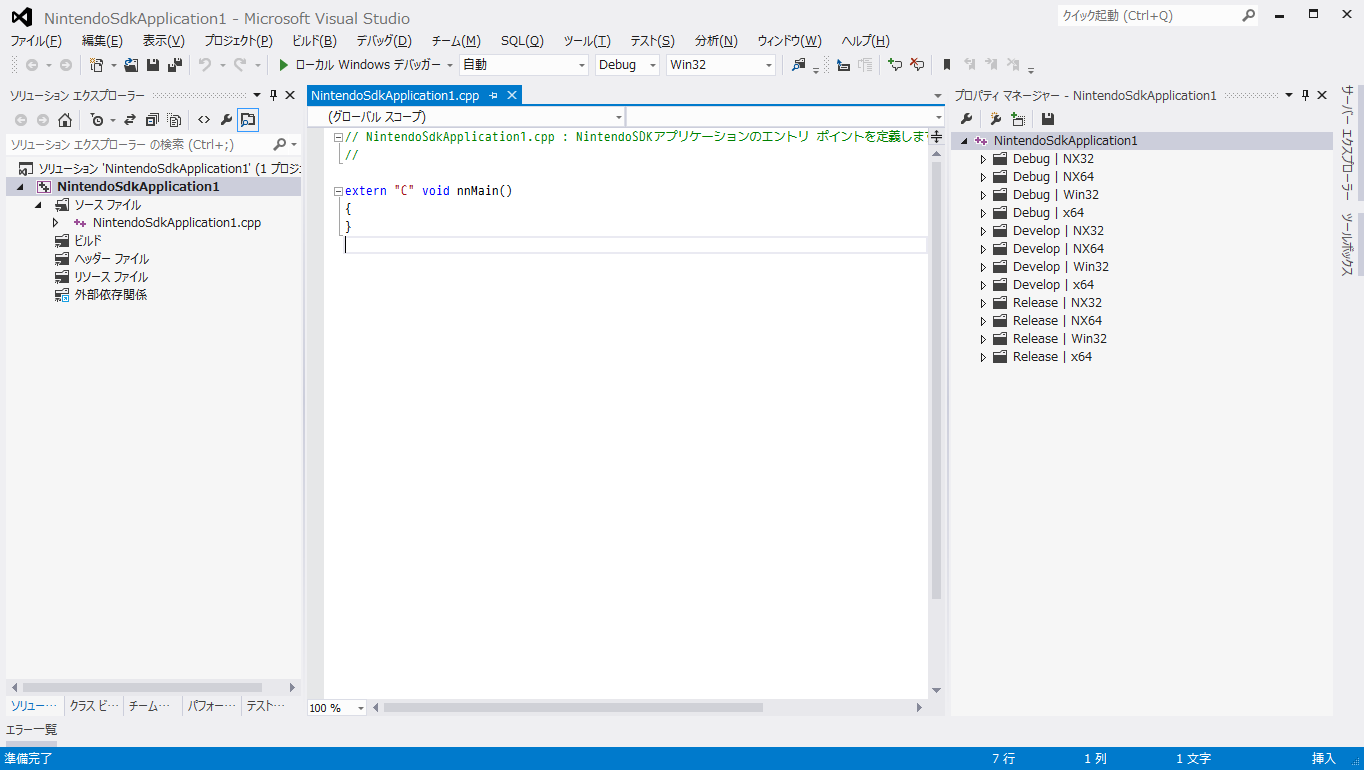 NintendoSdkApplication1 - Microsoft Visual Studio
クイック起動 (Ctrl+Q)
ファイル(F) 編集(E) 表示(V) プロジェクト(P) ビルド(B) デバッグ(D) チーム(M) SQL(Q) ツール(T) テスト(S) 分析(N) ウィンドウ(W) ヘルプ(H)
ローカル Windows デバッガー 自動 Debug Win32
ソリューション エクスプローラー
ソリューション エクスプローラー の検索 (Ctrl+;)
ソリューション 'NintendoSdkApplication1' (1 プロジ
NintendoSdkApplication1
ソース ファイル
NintendoSdkApplication1.cpp
ビルド
ヘッダー ファイル
リソース ファイル
外部依存関係
ソリュー… クラス ビ… チーム… パフォー… テスト…
NintendoSdkApplication1.cpp
(グローバル スコープ)
// NintendoSdkApplication1.cpp : NintendoSDKアプリケーションのエントリ ポイントを定義しま
//
extern "C" void nnMain()
{
}
100 %
プロパティ マネージャー - NintendoSdkApplication1
NintendoSdkApplication1
Debug | NX32
Debug | NX64
Debug | Win32
Debug | x64
Develop | NX32
Develop | NX64
Develop | Win32
Develop | x64
Release | NX32
Release | NX64
Release | Win32
Release | x64
サーバー エクスプローラー
ツールボックス
エラー一覧
準備完了 7 行 1 列 1 文字 挿入